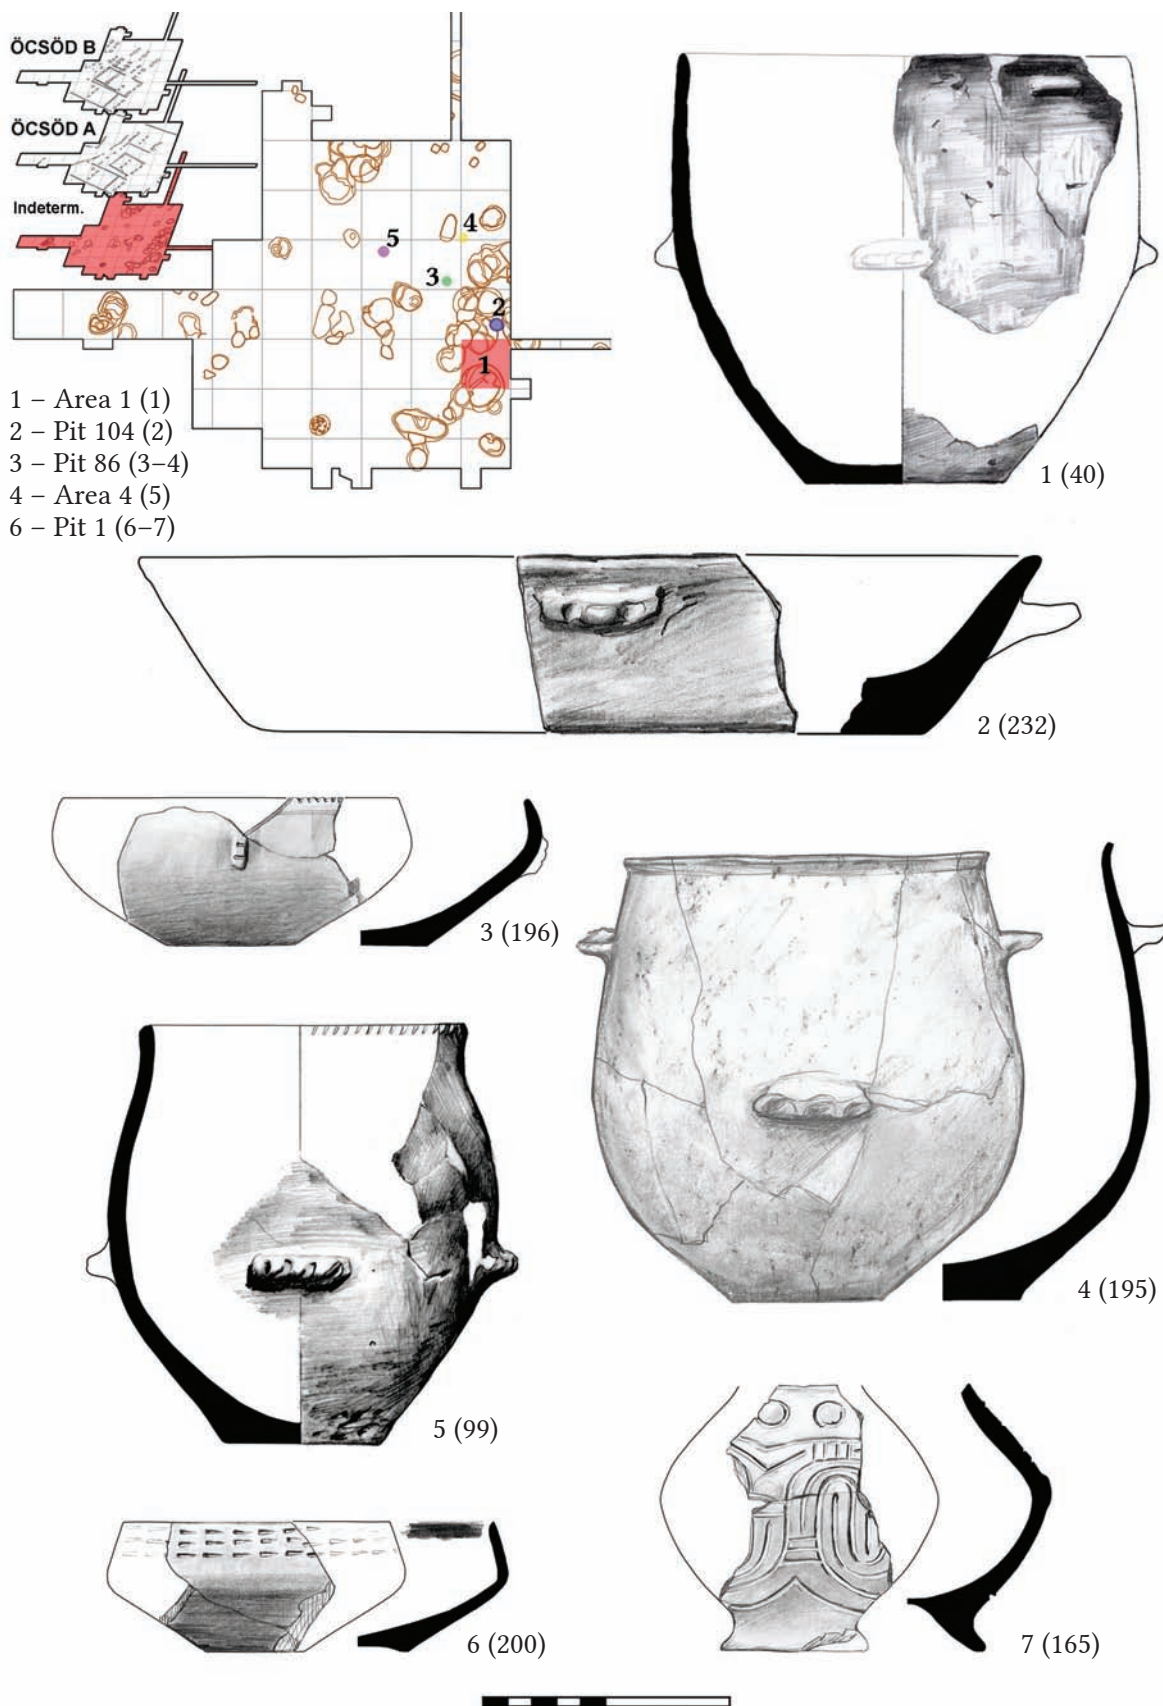 ÖCSÖD B
ÖCSÖD A
Indeterm.
5
4
3
2
1
1 – Area 1 (1)
2 – Pit 104 (2)
3 – Pit 86 (3–4)
4 – Area 4 (5)
6 – Pit 1 (6–7)
1 (40)
2 (232)
3 (196)
4 (195)
5 (99)
6 (200)
7 (165)